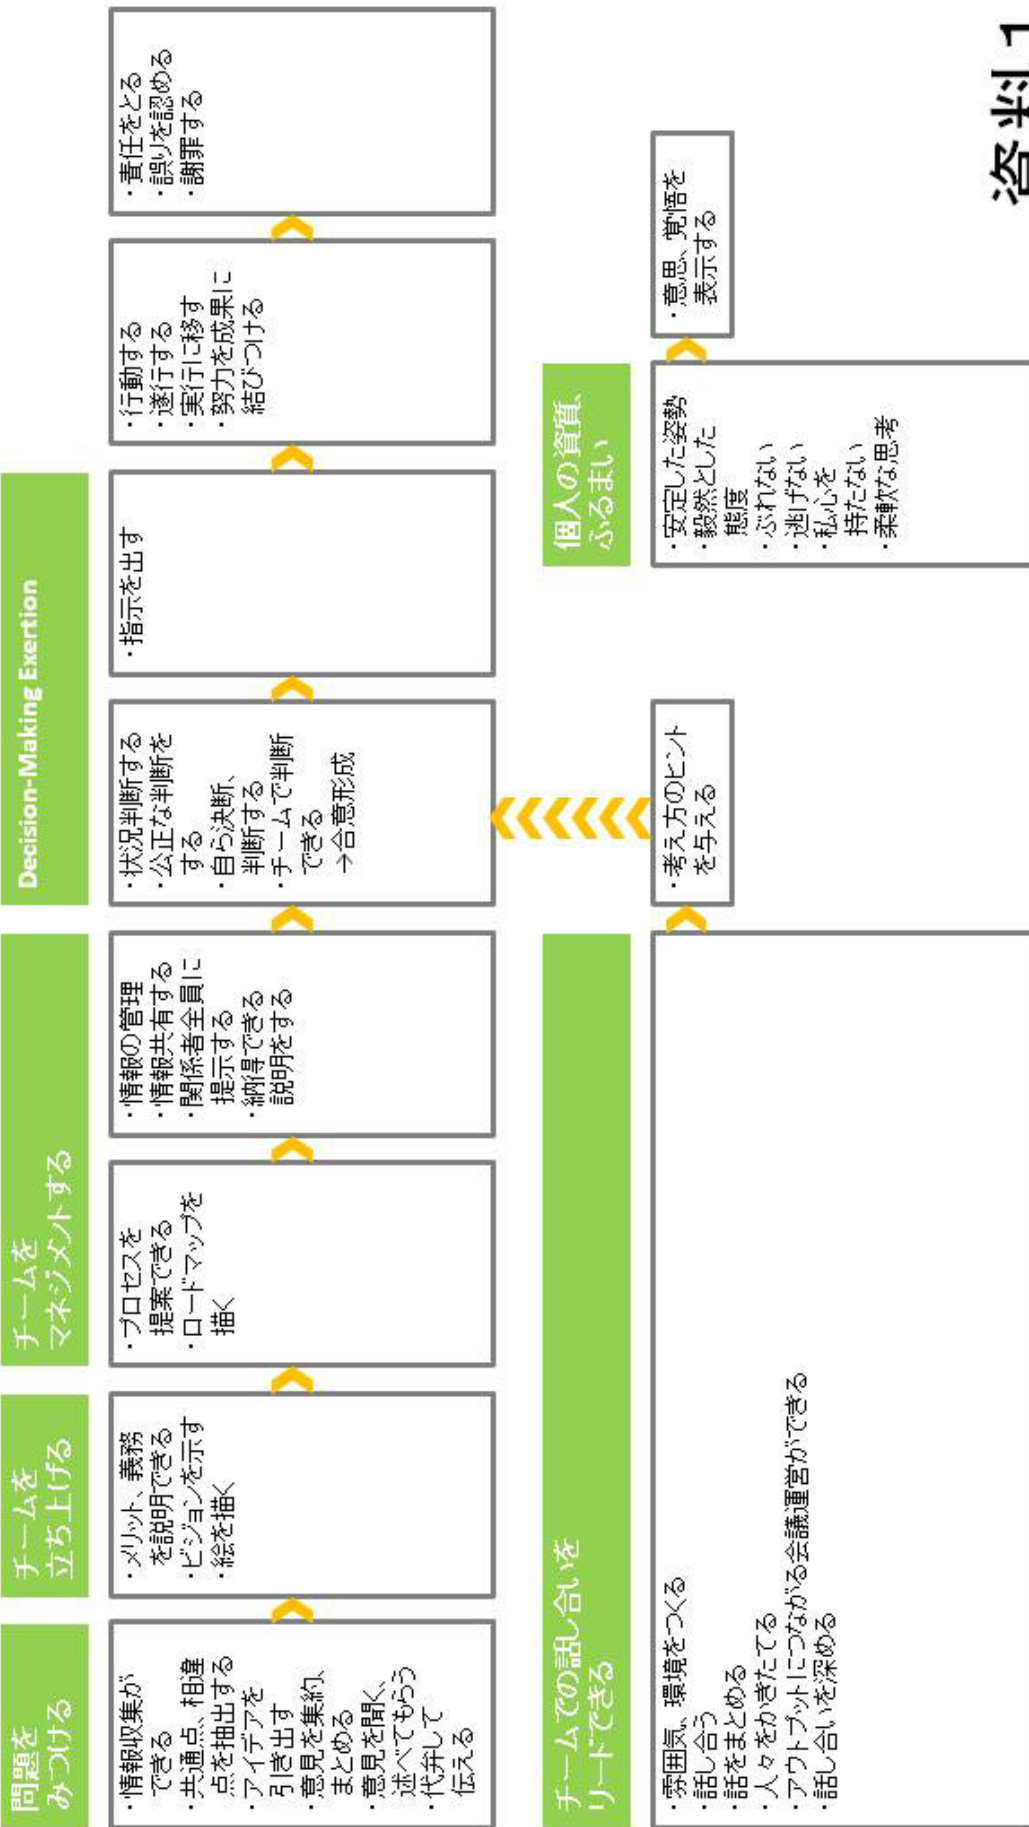 問題を
みつける
・情報収集が
できる
・共通点、相違
点を抽出する
・アイデアを
引き出す
・意見を集約、
まとめる
・意見を聞く、
述べてもらう
・代弁して
伝える
チームを
立ち上げる
・メリット、義務
を説明できる
・ビジョンを示す
・絵を描く
チームを
マネジメントする
・プロセスを
提案できる
・ロードマップを
描く
・情報の管理
・情報共有する
・関係者全員に
提示する
・納得できる
説明をする
Decision-Making Exertion
・状況判断する
・公正な判断を
する
・自ら決断、
判断する
・チームで判断
できる
→合意形成
・指示を出す
・行動する
・遂行する
・実行に移す
・努力を成果に
結びつける
・責任をとる
・誤りを認める
・謝罪する
チームでの話し合いを
リードできる
・雰囲気、環境をつくる
・話し合う
・話をまとめる
・人々をかきたてる
・アウトプットにつながる会議運営ができる
・話し合いを深める
・考え方のヒント
を与える
個人の資質、
ふるまい
・安定した姿勢
・毅然とした
態度
・ぶれない
・逃げない
・私心を
持たない
・柔軟な思考
・意思、覚悟を
表示する
資料1